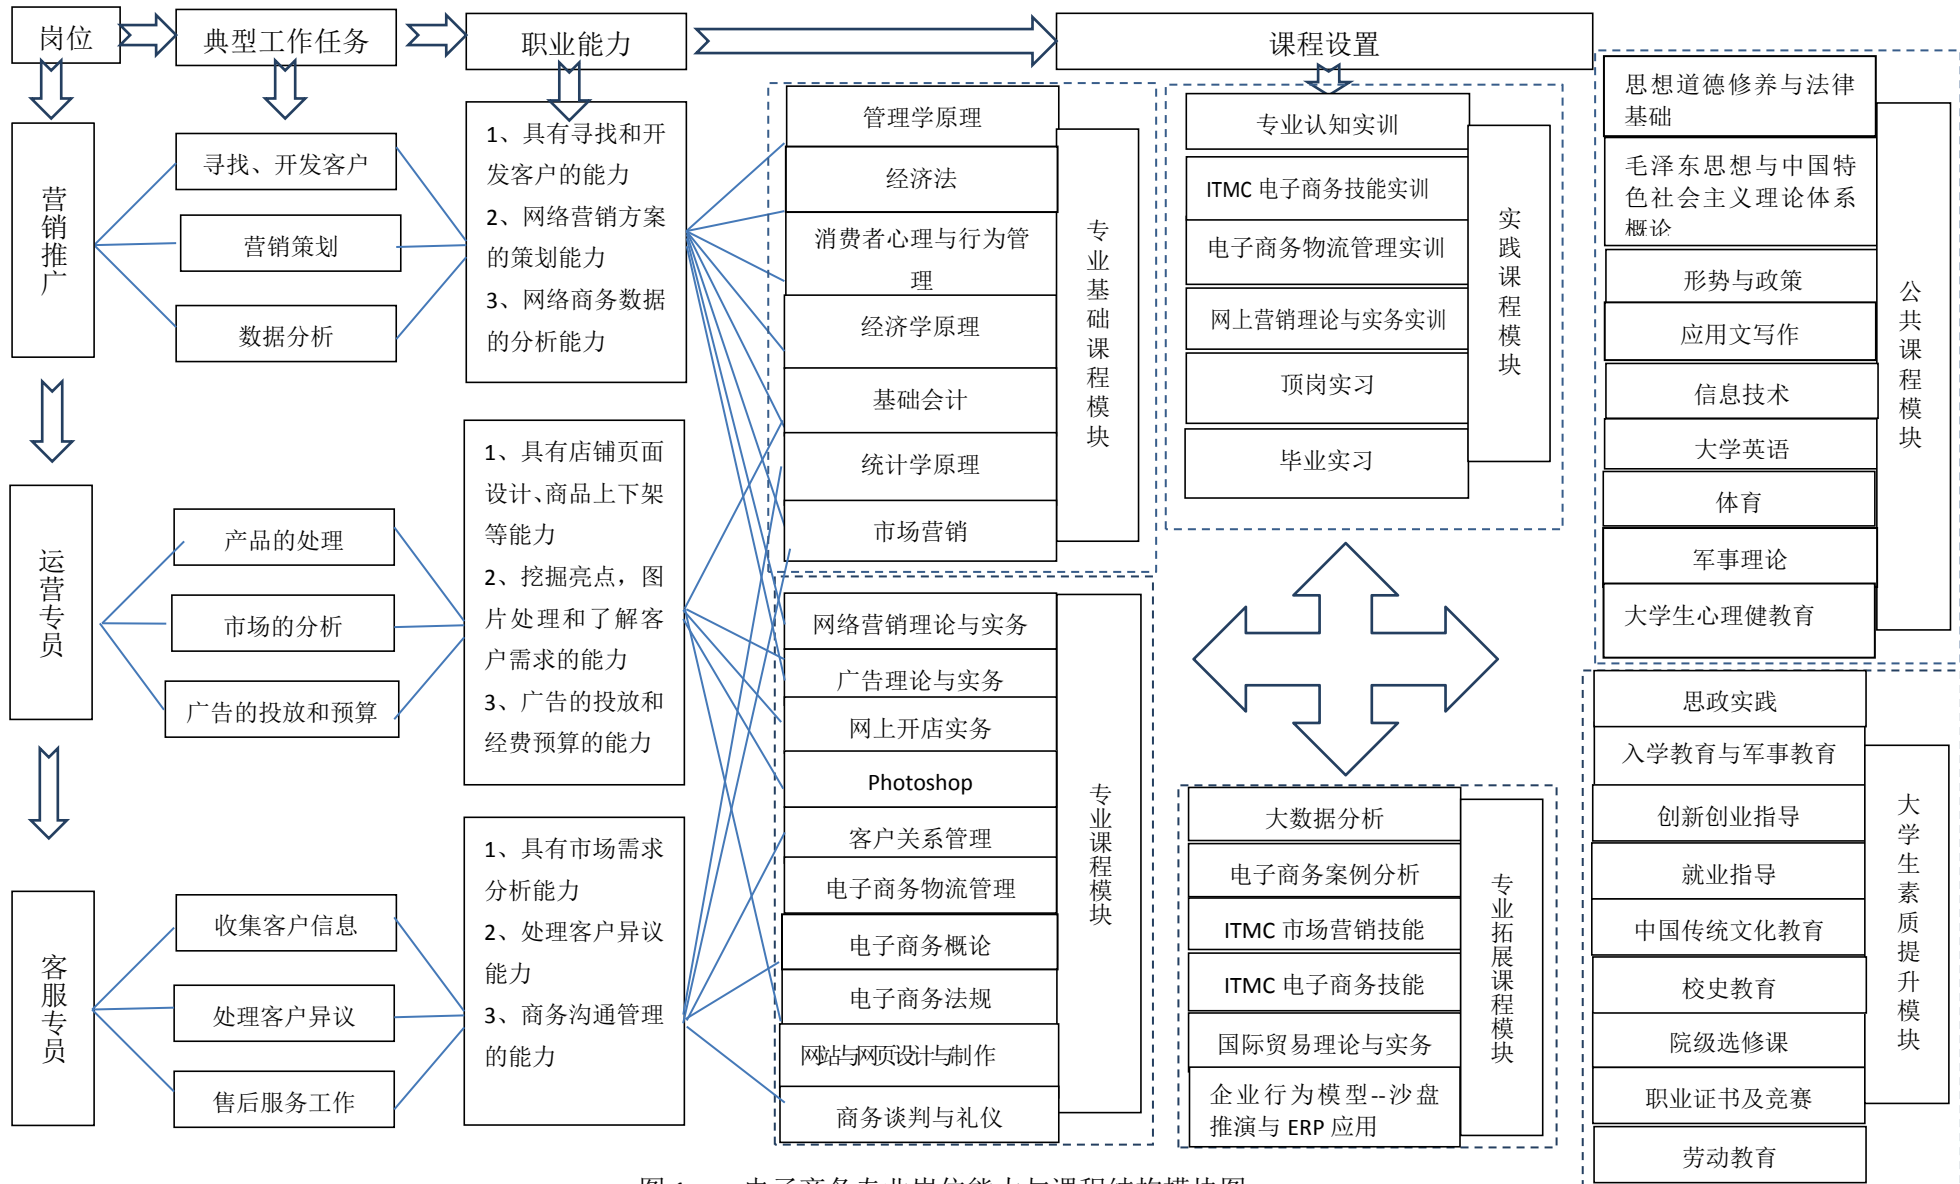 岗位
典型工作任务
职业能力
课程设置
营销推广
寻找、开发客户
营销策划
数据分析
1、具有寻找和开
发客户的能力
2、网络营销方案
的策划能力
3、网络商务数据
的分析能力
运营专员
产品的处理
市场的分析
广告的投放和预算
1、具有店铺页面
设计、商品上下架
等能力
2、挖掘亮点，图
片处理和了解客
户需求的能力
3、广告的投放和
经费预算的能力
客服专员
收集客户信息
处理客户异议
售后服务工作
1、具有市场需求
分析能力
2、处理客户异议
能力
3、商务沟通管理
的能力
管理学原理
经济法
消费者心理与行为管
理
经济学原理
基础会计
统计学原理
市场营销
专业基础课程模块
网络营销理论与实务
广告理论与实务
网上开店实务
Photoshop
客户关系管理
电子商务物流管理
电子商务概论
电子商务法规
网站与网页设计与制作
商务谈判与礼仪
专业课程模块
专业认知实训
ITMC 电子商务技能实训
电子商务物流管理实训
网上营销理论与实务实训
顶岗实习
毕业实习
实践课程模块
大数据分析
电子商务案例分析
ITMC 市场营销技能
ITMC 电子商务技能
国际贸易理论与实务
企业行为模型--沙盘
推演与 ERP 应用
专业拓展课程模块
思想道德修养与法律
基础
毛泽东思想与中国特
色社会主义理论体系
概论
形势与政策
应用文写作
信息技术
大学英语
体育
军事理论
大学生心理健教育
公共课程模块
思政实践
入学教育与军事教育
创新创业指导
就业指导
中国传统文化教育
校史教育
院级选修课
职业证书及竞赛
劳动教育
大学生素质提升模块
图 1 电子商务专业岗位能力与课程结构模块图